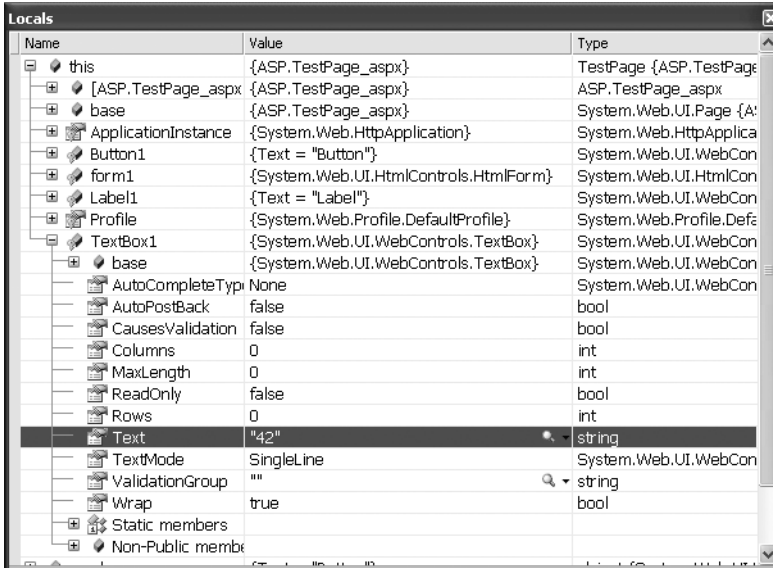 Locals
Name Value Type
this {ASP.TestPage_aspx} TestPage {ASP.TestPage
[ASP.TestPage_aspx {ASP.TestPage_aspx} ASP.TestPage_aspx
base {ASP.TestPage_aspx} System.Web.UI.Page {A
ApplicationInstance {System.Web.HttpApplication} System.Web.HttpApplica
Button1 {Text = "Button"} System.Web.UI.WebCon
form1 {System.Web.UI.HtmlControls.HtmlForm} System.Web.UI.HtmlCon
Label1 {Text = "Label"} System.Web.UI.WebCon
Profile {System.Web.Profile.DefaultProfile} System.Web.Profile.Defa
TextBox1 {System.Web.UI.WebControls.TextBox} System.Web.UI.WebCon
base {System.Web.UI.WebControls.TextBox} System.Web.UI.WebCon
AutoCompleteTyp None System.Web.UI.WebCon
AutoPostBack false bool
CausesValidation false bool
Columns 0 int
MaxLength 0 int
ReadOnly false bool
Rows 0 int
Text "42" string
TextMode SingleLine System.Web.UI.WebCon
ValidationGroup "" string
Wrap true bool
Static members
Non-Public membe